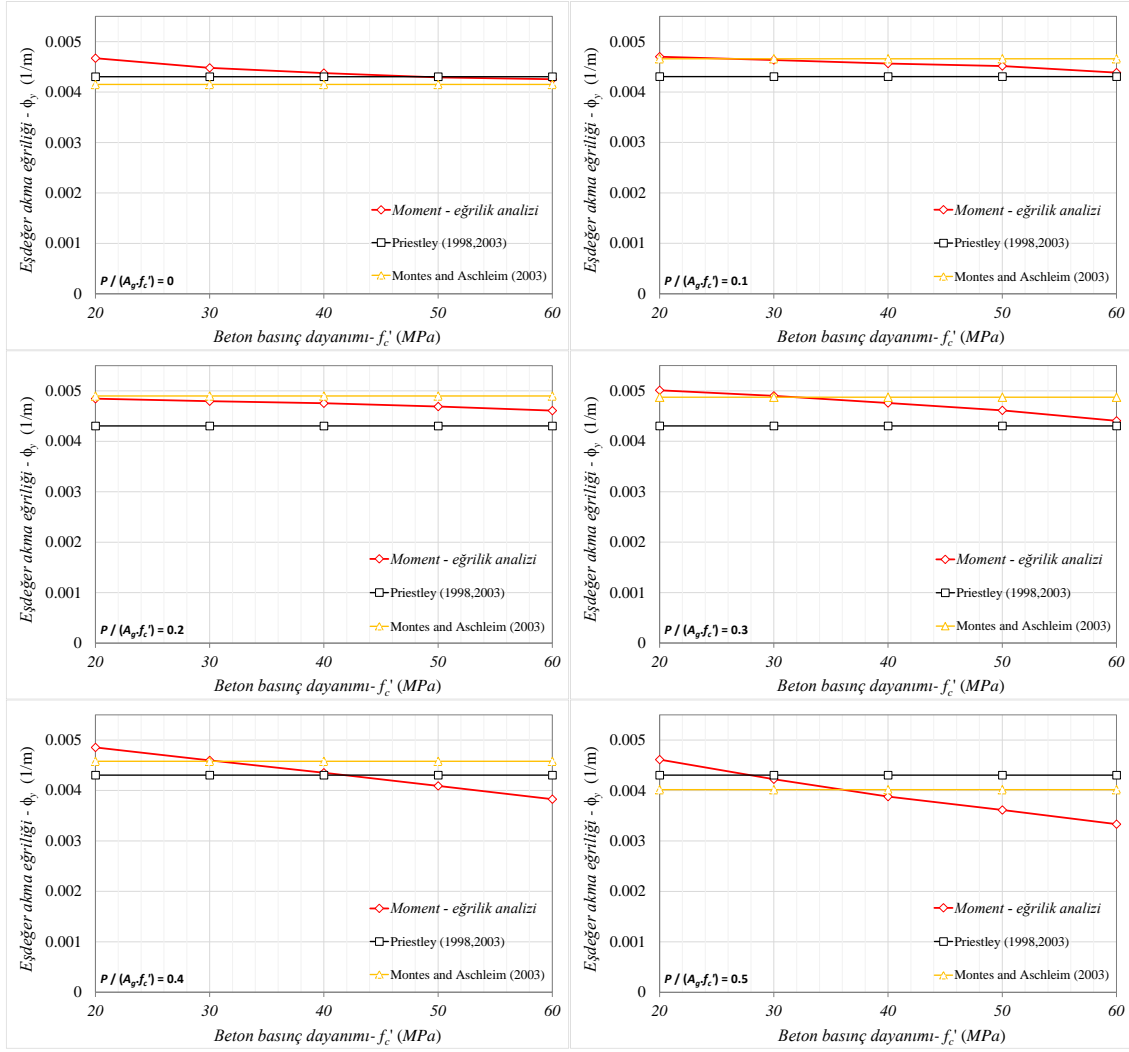 0.005
0.004
0.003
0.002
0.001
0
Eşdeğer akma eğriliği - ϕy (1/m)
Moment - eğrilik analizi
Priestley (1998,2003)
Montes and Aschleim (2003)
P / (Ag.fc') = 0
20 30 40 50 60
Beton basınç dayanımı- fc' (MPa)
0.005
0.004
0.003
0.002
0.001
0
Eşdeğer akma eğriliği - ϕy (1/m)
Moment - eğrilik analizi
Priestley (1998,2003)
Montes and Aschleim (2003)
P / (Ag.fc') = 0.1
20 30 40 50 60
Beton basınç dayanımı- fc' (MPa)
0.005
0.004
0.003
0.002
0.001
0
Eşdeğer akma eğriliği - ϕy (1/m)
Moment - eğrilik analizi
Priestley (1998,2003)
Montes and Aschleim (2003)
P / (Ag.fc') = 0.2
20 30 40 50 60
Beton basınç dayanımı- fc' (MPa)
0.005
0.004
0.003
0.002
0.001
0
Eşdeğer akma eğriliği - ϕy (1/m)
Moment - eğrilik analizi
Priestley (1998,2003)
Montes and Aschleim (2003)
P / (Ag.fc') = 0.3
20 30 40 50 60
Beton basınç dayanımı- fc' (MPa)
0.005
0.004
0.003
0.002
0.001
0
Eşdeğer akma eğriliği - ϕy (1/m)
Moment - eğrilik analizi
Priestley (1998,2003)
Montes and Aschleim (2003)
P / (Ag.fc') = 0.4
20 30 40 50 60
Beton basınç dayanımı- fc' (MPa)
0.005
0.004
0.003
0.002
0.001
0
Eşdeğer akma eğriliği - ϕy (1/m)
Moment - eğrilik analizi
Priestley (1998,2003)
Montes and Aschleim (2003)
P / (Ag.fc') = 0.5
20 30 40 50 60
Beton basınç dayanımı- fc' (MPa)